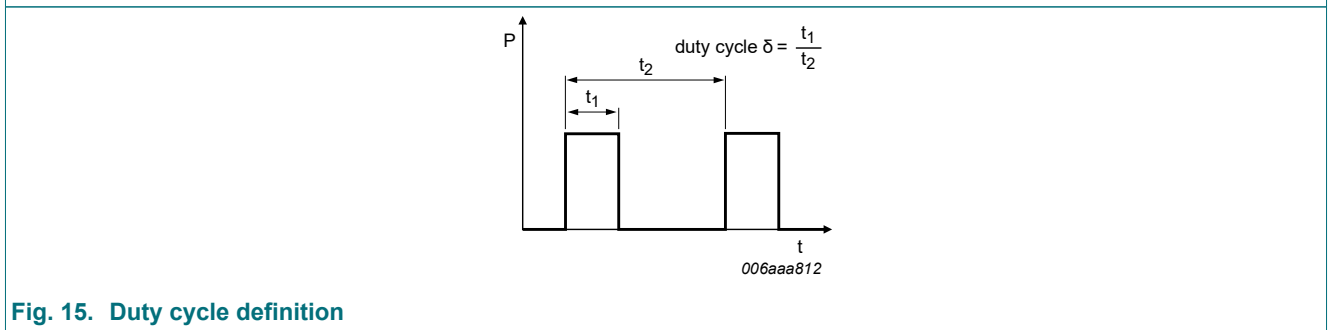 P
duty cycle δ = t₁/t₂
t₂
t₁
t
006aaa812
Fig. 15. Duty cycle definition